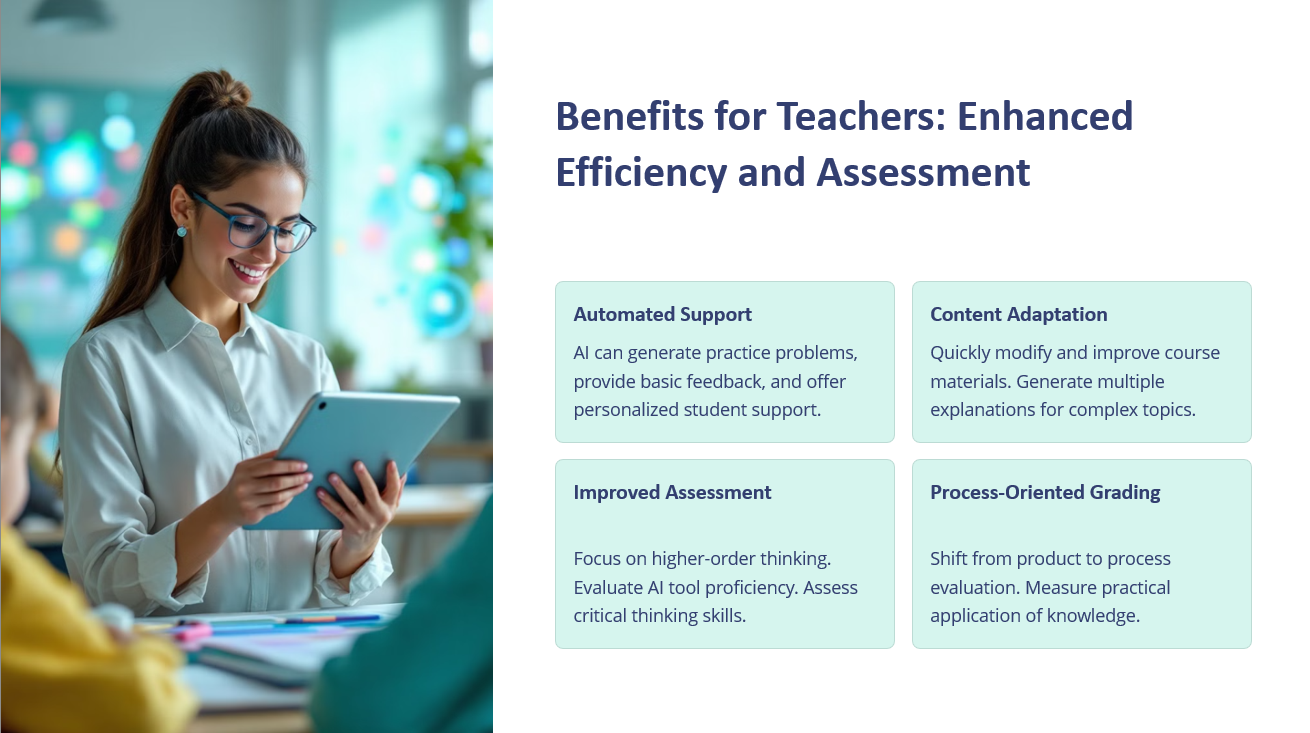 Benefits for Teachers: Enhanced
Efficiency and Assessment
Automated Support
AI can generate practice problems,
provide basic feedback, and offer
personalized student support.
Content Adaptation
Quickly modify and improve course
materials. Generate multiple
explanations for complex topics.
Improved Assessment
Focus on higher-order thinking.
Evaluate AI tool proficiency. Assess
critical thinking skills.
Process-Oriented Grading
Shift from product to process
evaluation. Measure practical
application of knowledge.